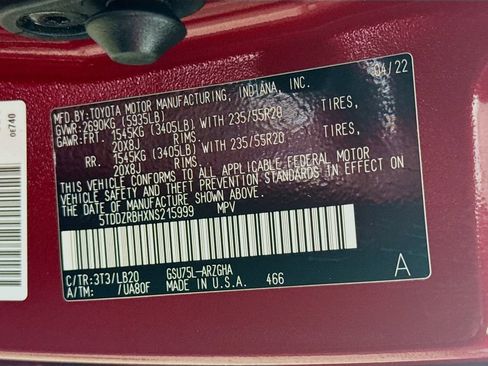 MFD.BY:TOYOTA MOTOR MANUFACTURING, INDIANA, INC. 04/22
GVWR:2690KG (5935LB)
GAWR:FRT. 1545KG (3405LB) WITH 235/55R20 TIRES,
20X8J RIMS
RR. 1545KG (3405LB) WITH 235/55R20 TIRES,
20X8J RIMS
THIS VEHICLE CONFORMS TO ALL APPLICABLE FEDERAL MOTOR
VEHICLE SAFETY AND THEFT PREVENTION STANDARDS IN EFFECT
ON THE DATE OF MANUFACTURE SHOWN ABOVE.
5TDDZRBHXNS215999 MPV
C/TR:3T3/LB20 GSU75L-ARZGHA A
A/TM: /UA80F MADE IN U.S.A. 466
0E740